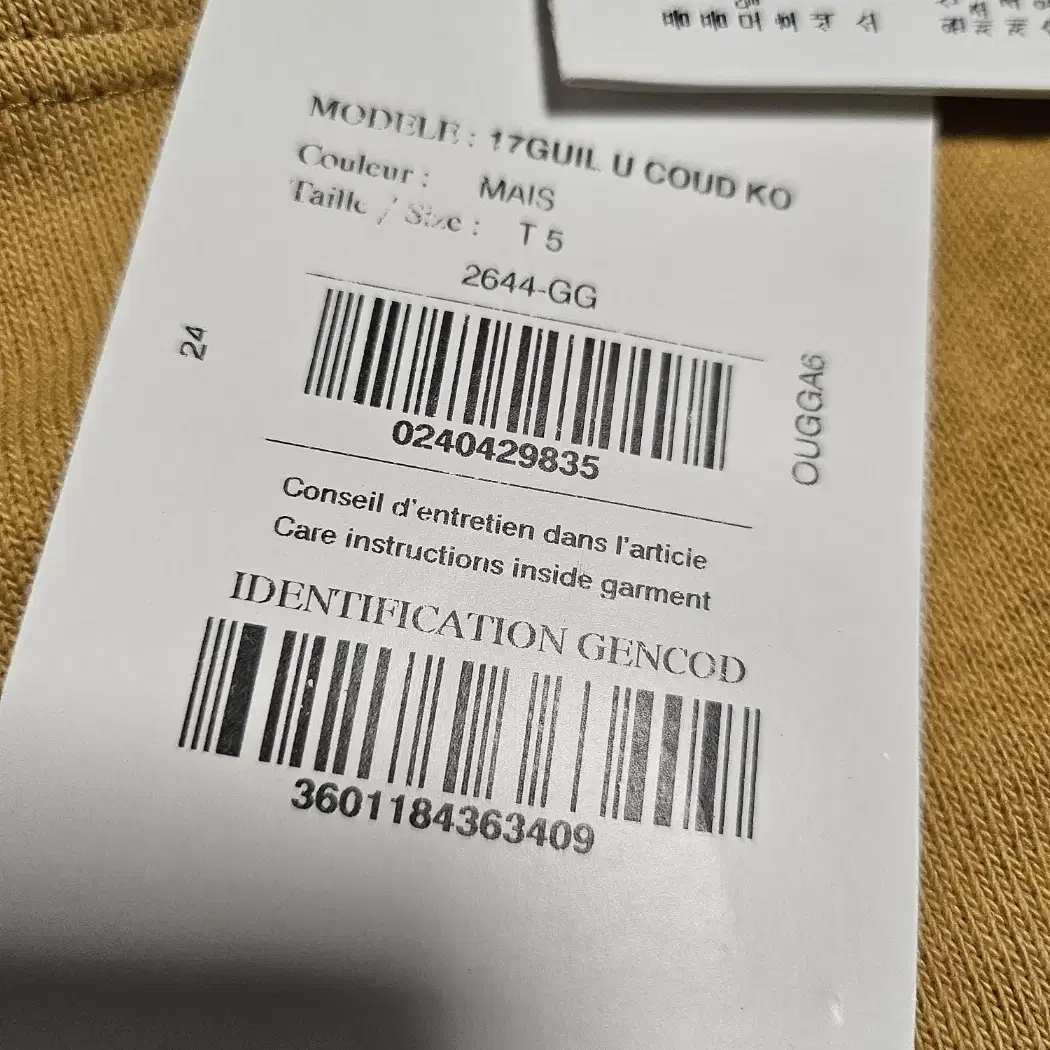 MODELE : 17GUIL U COUD KO
Couleur : MAIS
Taille / Size : T 5
2644-GG
24
OUGGA6
0240429835
Conseil d'entretien dans l'article
Care instructions inside garment
IDENTIFICATION GENCOD
3601184363409